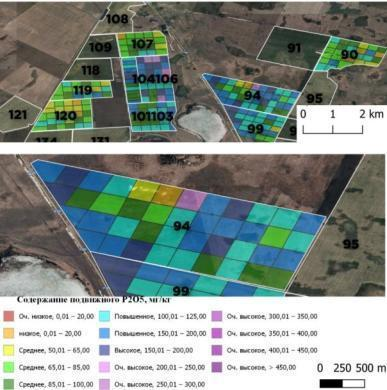 108
109
107
91
90
118
104106
119
94
95
121
120
101103
99
0 1 2 km
94
95
99
Содержание подвижного P2O5, мг/кг
Оч. низкое, 0,01 – 20,00
низкое, 0,01 – 20,00
Среднее, 50,01 – 65,00
Среднее, 65,01 – 85,00
Среднее, 85,01 – 100,00
Повышенное, 100,01 – 125,00
Повышенное, 150,01 – 200,00
Высокое, 150,01 – 200,00
Оч. высокое, 200,01 – 250,00
Оч. высокое, 250,01 – 300,00
Оч. высокое, 300,01 – 350,00
Оч. высокое, 350,01 – 400,00
Оч. высокое, 400,01 – 450,00
Оч. высокое, > 450,00
0 250 500 m